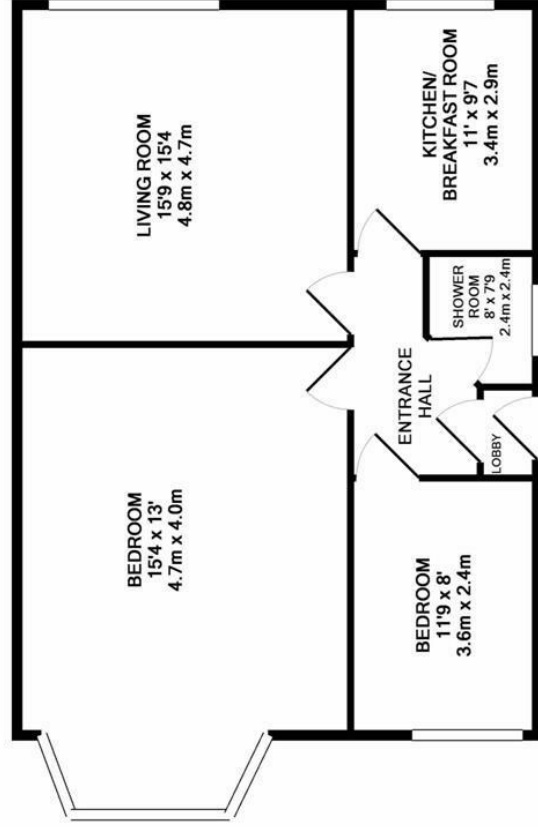 LIVING ROOM
15'9 x 15'4
4.8m x 4.7m
KITCHEN/
BREAKFAST ROOM
11' x 9'7
3.4m x 2.9m
SHOWER
ROOM
8' x 7'9
2.4m x 2.4m
ENTRANCE
HALL
LOBBY
BEDROOM
15'4 x 13'
4.7m x 4.0m
BEDROOM
11'9 x 8'
3.6m x 2.4m